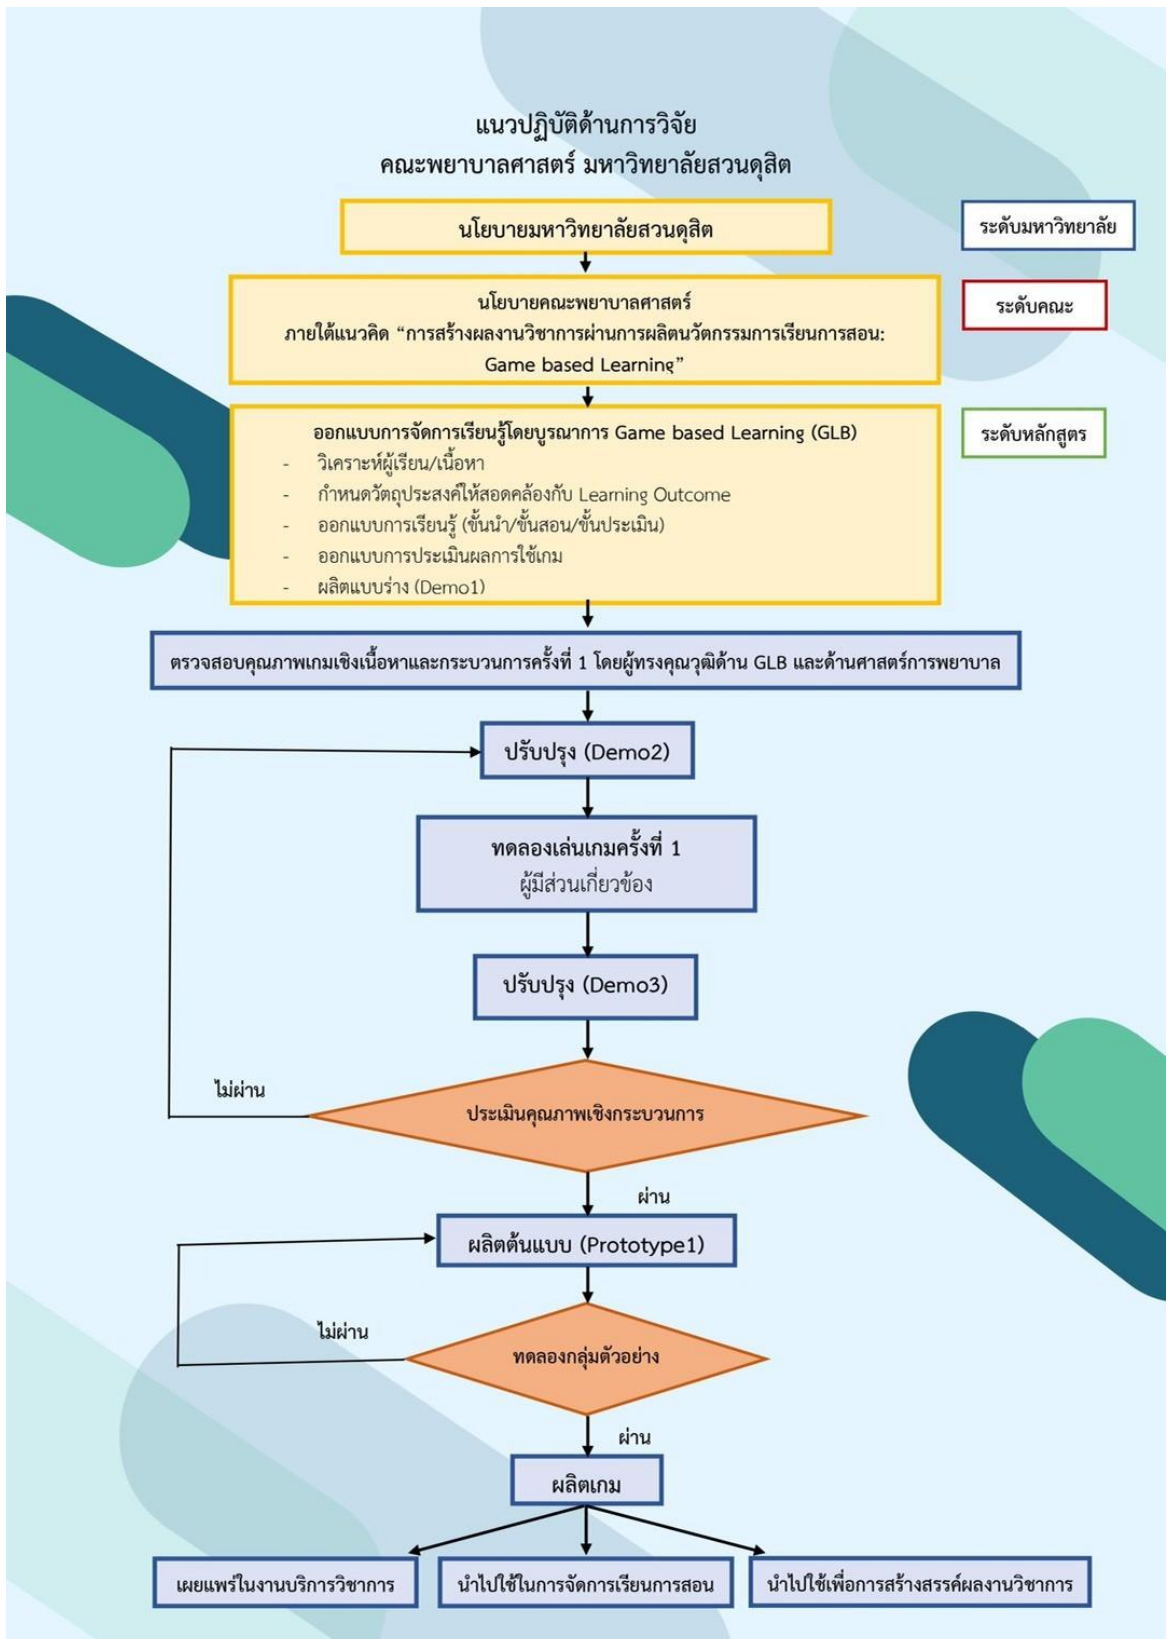 แนวปฏิบัติด้านการวิจัย
คณะพยาบาลศาสตร์ มหาวิทยาลัยสวนดุสิต
นโยบายมหาวิทยาลัยสวนดุสิต
ระดับมหาวิทยาลัย
นโยบายคณะพยาบาลศาสตร์
ภายใต้แนวคิด “การสร้างผลงานวิชาการผ่านการผลิตนวัตกรรมการเรียนการสอน:
Game based Learning”
ระดับคณะ
ออกแบบการจัดการเรียนรู้โดยบูรณาการ Game based Learning (GLB)
- วิเคราะห์ผู้เรียน/เนื้อหา
- กำหนดวัตถุประสงค์ให้สอดคล้องกับ Learning Outcome
- ออกแบบการเรียนรู้ (ขั้นนำ/ขั้นสอน/ขั้นประเมิน)
- ออกแบบการประเมินผลการใช้เกม
- ผลิตแบบร่าง (Demo1)
ระดับหลักสูตร
ตรวจสอบคุณภาพเกมเชิงเนื้อหาและกระบวนการครั้งที่ 1 โดยผู้ทรงคุณวุฒิด้าน GLB และด้านศาสตร์การพยาบาล
ปรับปรุง (Demo2)
ทดลองเล่นเกมครั้งที่ 1
ผู้มีส่วนเกี่ยวข้อง
ปรับปรุง (Demo3)
ไม่ผ่าน
ประเมินคุณภาพเชิงกระบวนการ
ผ่าน
ผลิตต้นแบบ (Prototype1)
ไม่ผ่าน
ทดลองกลุ่มตัวอย่าง
ผ่าน
ผลิตเกม
เผยแพร่ในงานบริการวิชาการ
นำไปใช้ในการจัดการเรียนการสอน
นำไปใช้เพื่อการสร้างสรรค์ผลงานวิชาการ